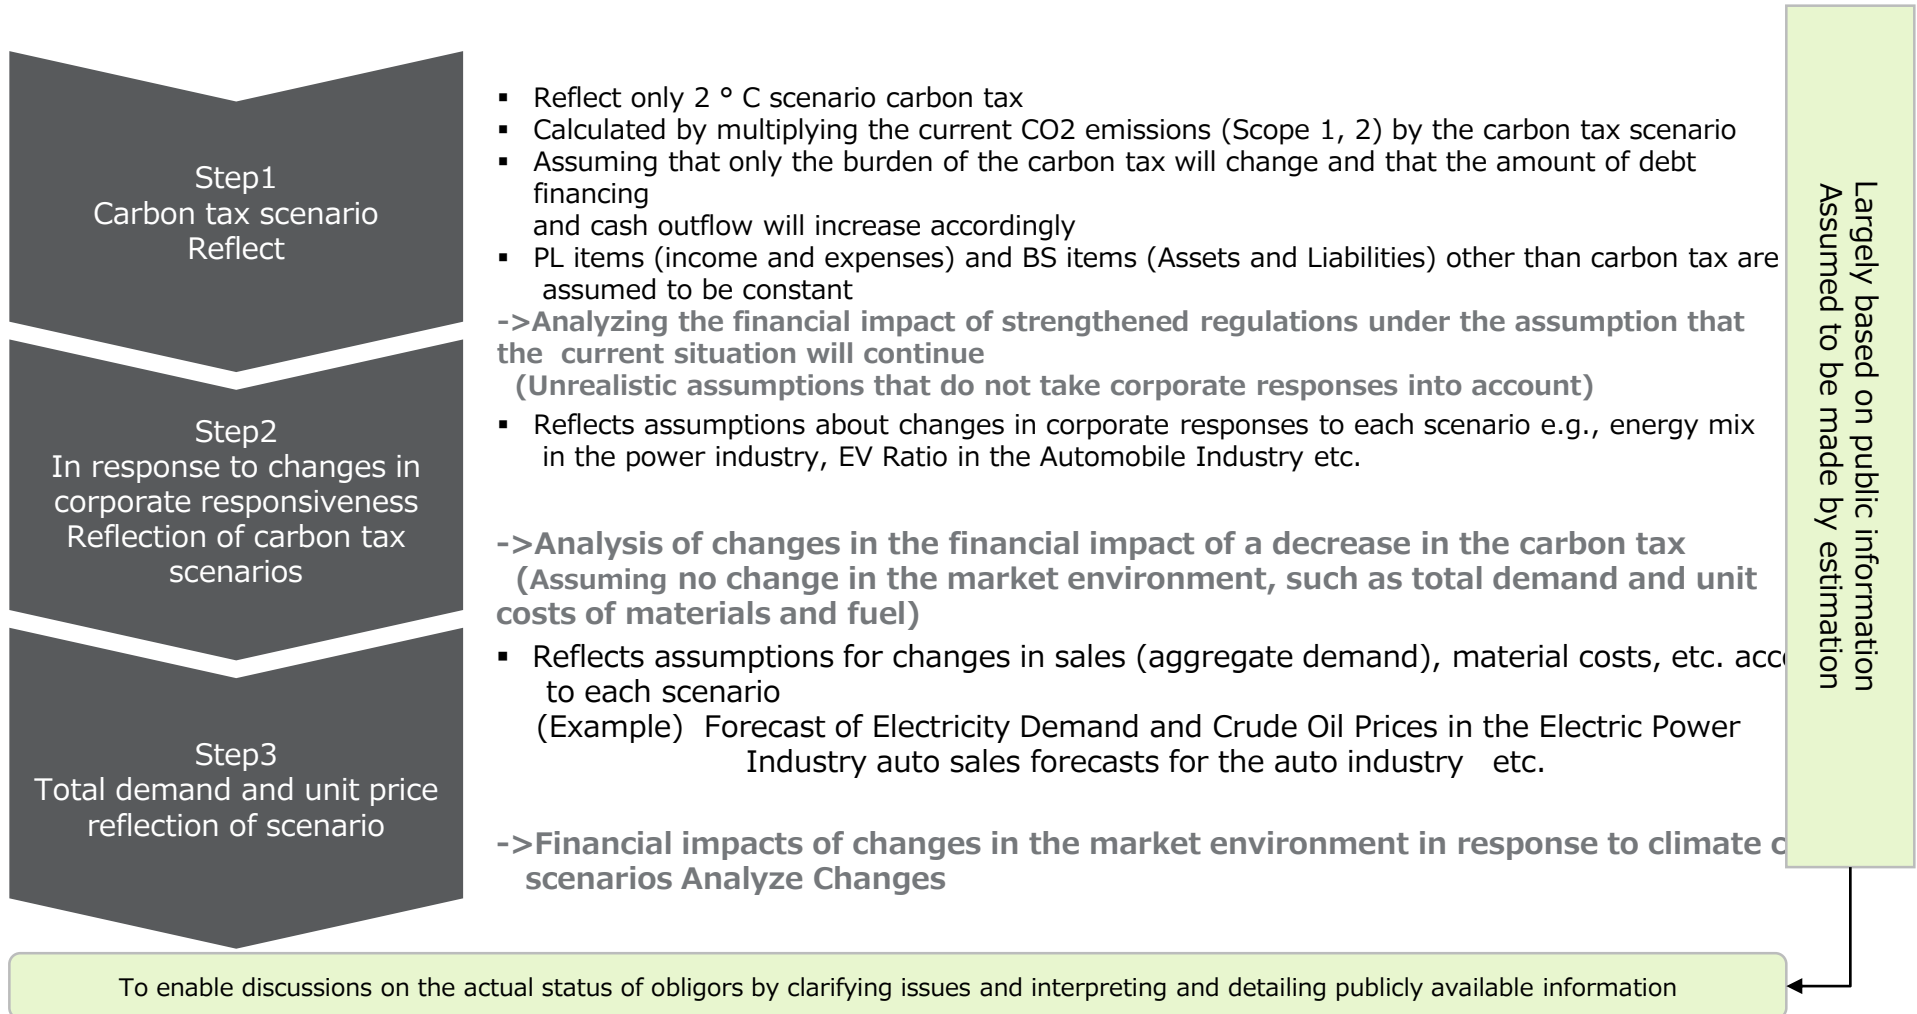 Step1
Carbon tax scenario
Reflect
▪ Reflect only 2 ° C scenario carbon tax
▪ Calculated by multiplying the current CO2 emissions (Scope 1, 2) by the carbon tax scenario
▪ Assuming that only the burden of the carbon tax will change and that the amount of debt
financing
and cash outflow will increase accordingly
▪ PL items (income and expenses) and BS items (Assets and Liabilities) other than carbon tax are
assumed to be constant
->Analyzing the financial impact of strengthened regulations under the assumption that
the current situation will continue
(Unrealistic assumptions that do not take corporate responses into account)
Step2
In response to changes in
corporate responsiveness
Reflection of carbon tax
scenarios
▪ Reflects assumptions about changes in corporate responses to each scenario e.g., energy mix
in the power industry, EV Ratio in the Automobile Industry etc.
->Analysis of changes in the financial impact of a decrease in the carbon tax
(Assuming no change in the market environment, such as total demand and unit
costs of materials and fuel)
Step3
Total demand and unit price
reflection of scenario
▪ Reflects assumptions for changes in sales (aggregate demand), material costs, etc.
to each scenario
(Example) Forecast of Electricity Demand and Crude Oil Prices in the Electric Power
Industry auto sales forecasts for the auto industry etc.
->Financial impacts of changes in the market environment in response to climate
scenarios Analyze Changes
Largely based on public information
Assumed to be made by estimation
To enable discussions on the actual status of obligors by clarifying issues and interpreting and detailing publicly available information